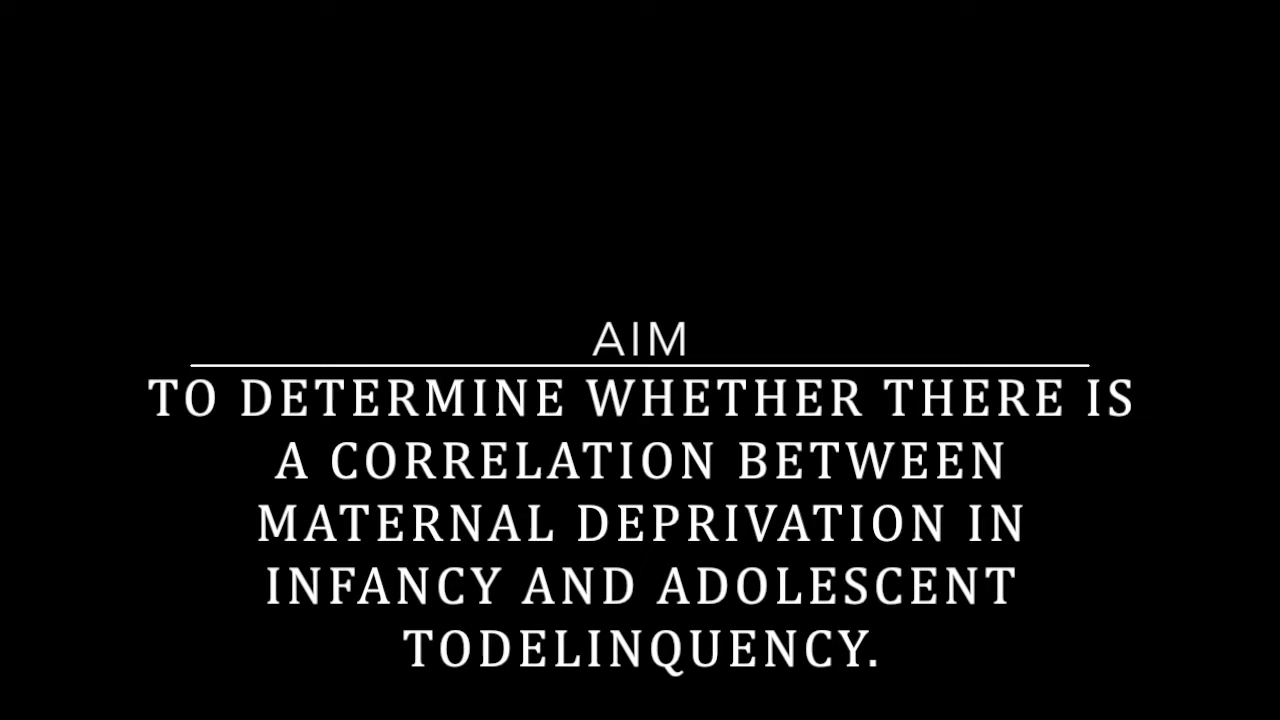 AIM
TO DETERMINE WHETHER THERE IS
A CORRELATION BETWEEN
MATERNAL DEPRIVATION IN
INFANCY AND ADOLESCENT
TODELINQUENCY.